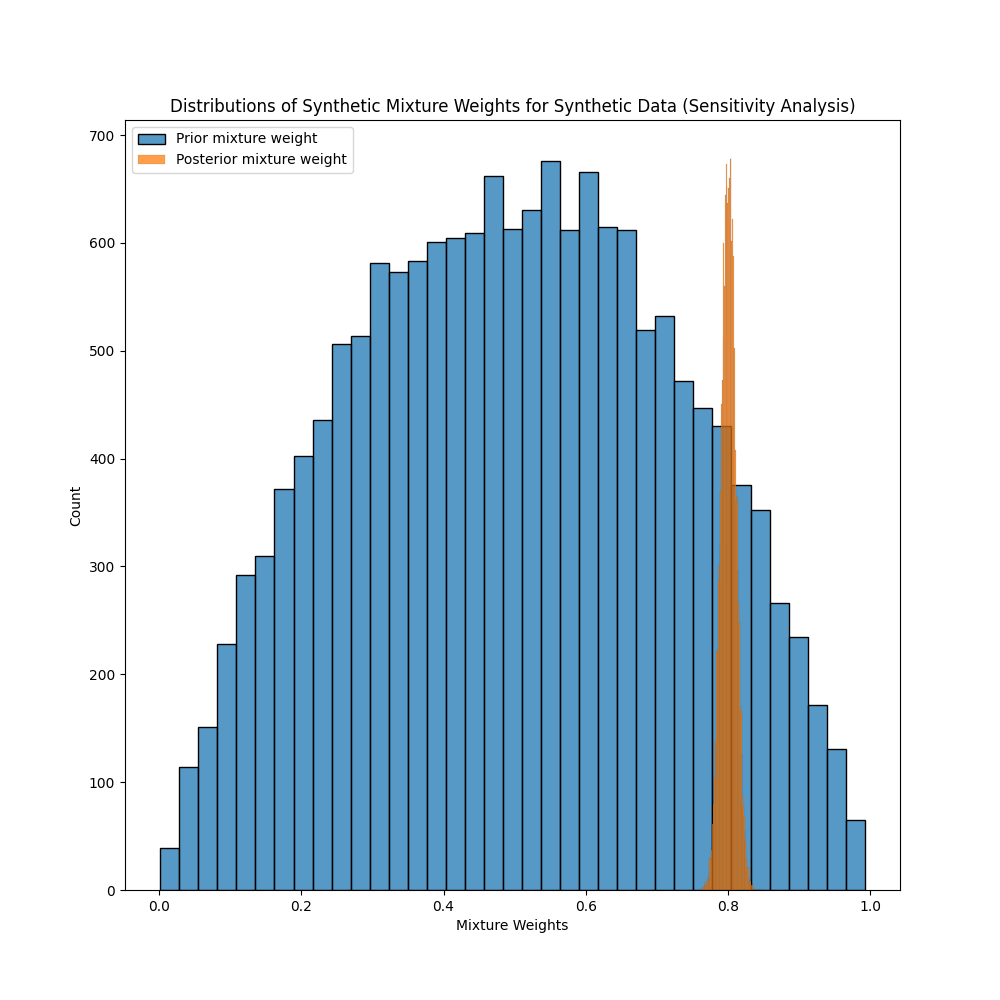 Distributions of Synthetic Mixture Weights for Synthetic Data (Sensitivity Analysis)
Prior mixture weight
Posterior mixture weight
700
600
500
400
300
200
100
0
Count
0.0 0.2 0.4 0.6 0.8 1.0
Mixture Weights